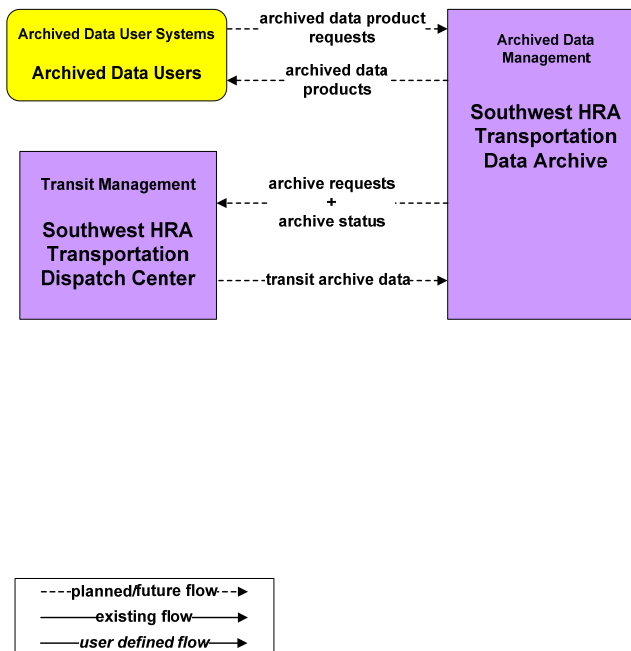 Archived Data User Systems
Archived Data Users
archived data product
requests
archived data
products
Archived Data
Management
Southwest HRA
Transportation
Data Archive
Transit Management
Southwest HRA
Transportation
Dispatch Center
archive requests
+
archive status
transit archive data
planned/future flow
existing flow
user defined flow